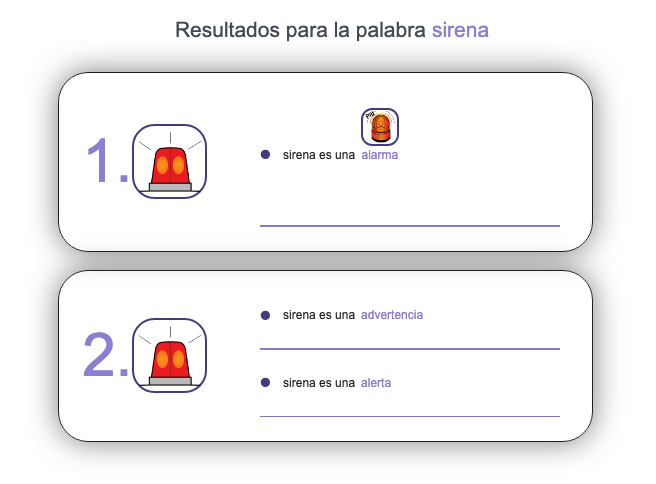 Resultados para la palabra sirena
1.
sirena es una alarma
2.
sirena es una advertencia
sirena es una alerta